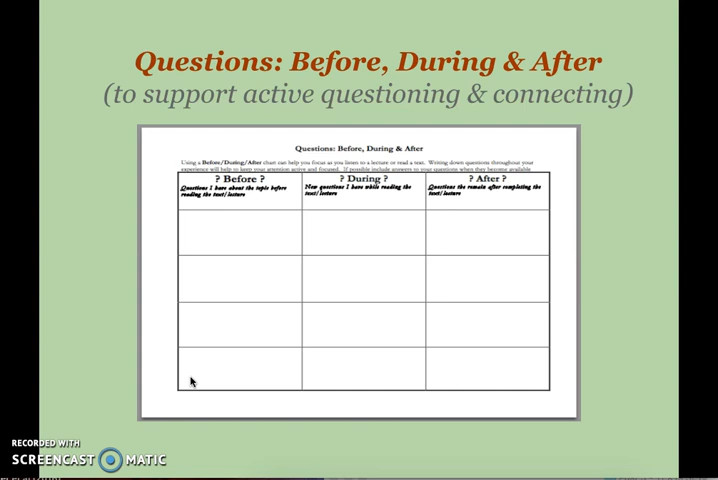 Questions: Before, During & After
(to support active questioning & connecting)
Questions: Before, During & After
Using a Before/During/After chart can help you focus as you listen to a lecture or read a text. Writing down questions throughout your
experience will help to keep your attention active and focused. If possible include answers to your questions when they become available
? Before ?
Questions I have about the topic before
reading the text/lecture
? During ?
New questions I have while reading the
text/lecture
? After ?
Questions the remain after completing the
text/lecture
RECORDED WITH
SCREENCAST MATIC